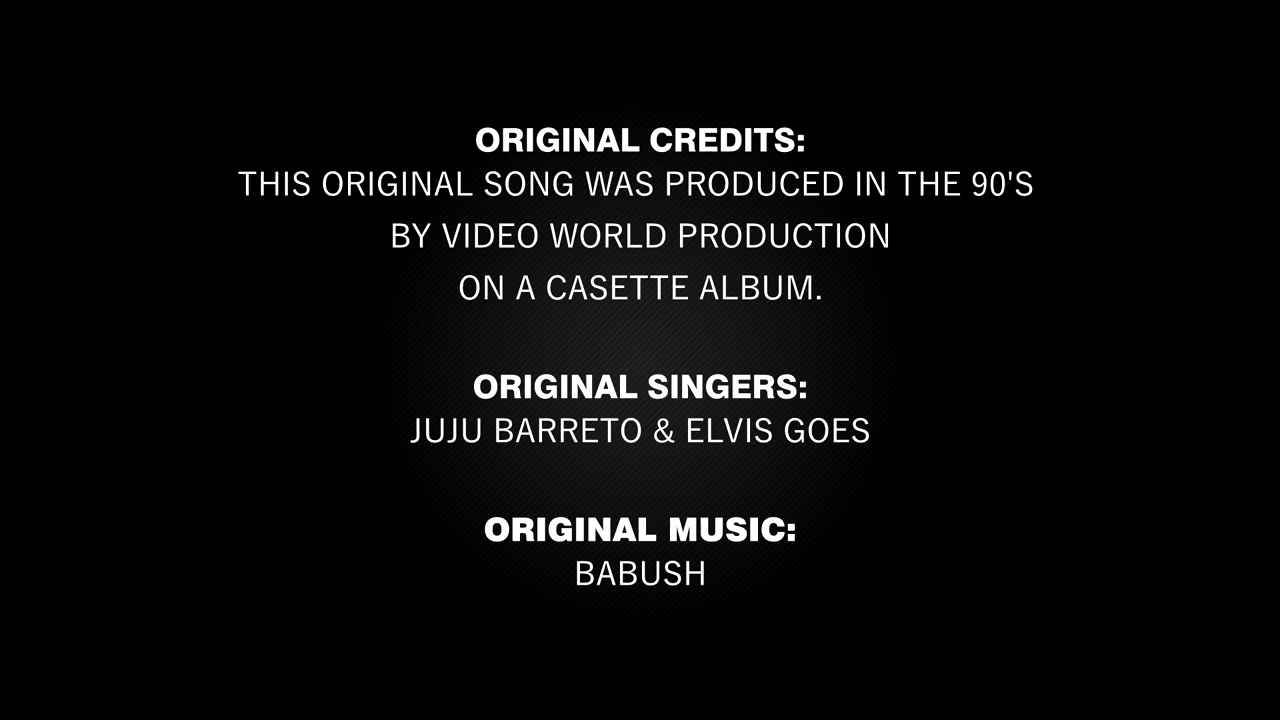 ORIGINAL CREDITS:
THIS ORIGINAL SONG WAS PRODUCED IN THE 90'S
BY VIDEO WORLD PRODUCTION
ON A CASETTE ALBUM.
ORIGINAL SINGERS:
JUJU BARRETO & ELVIS GOES
ORIGINAL MUSIC:
BABUSH